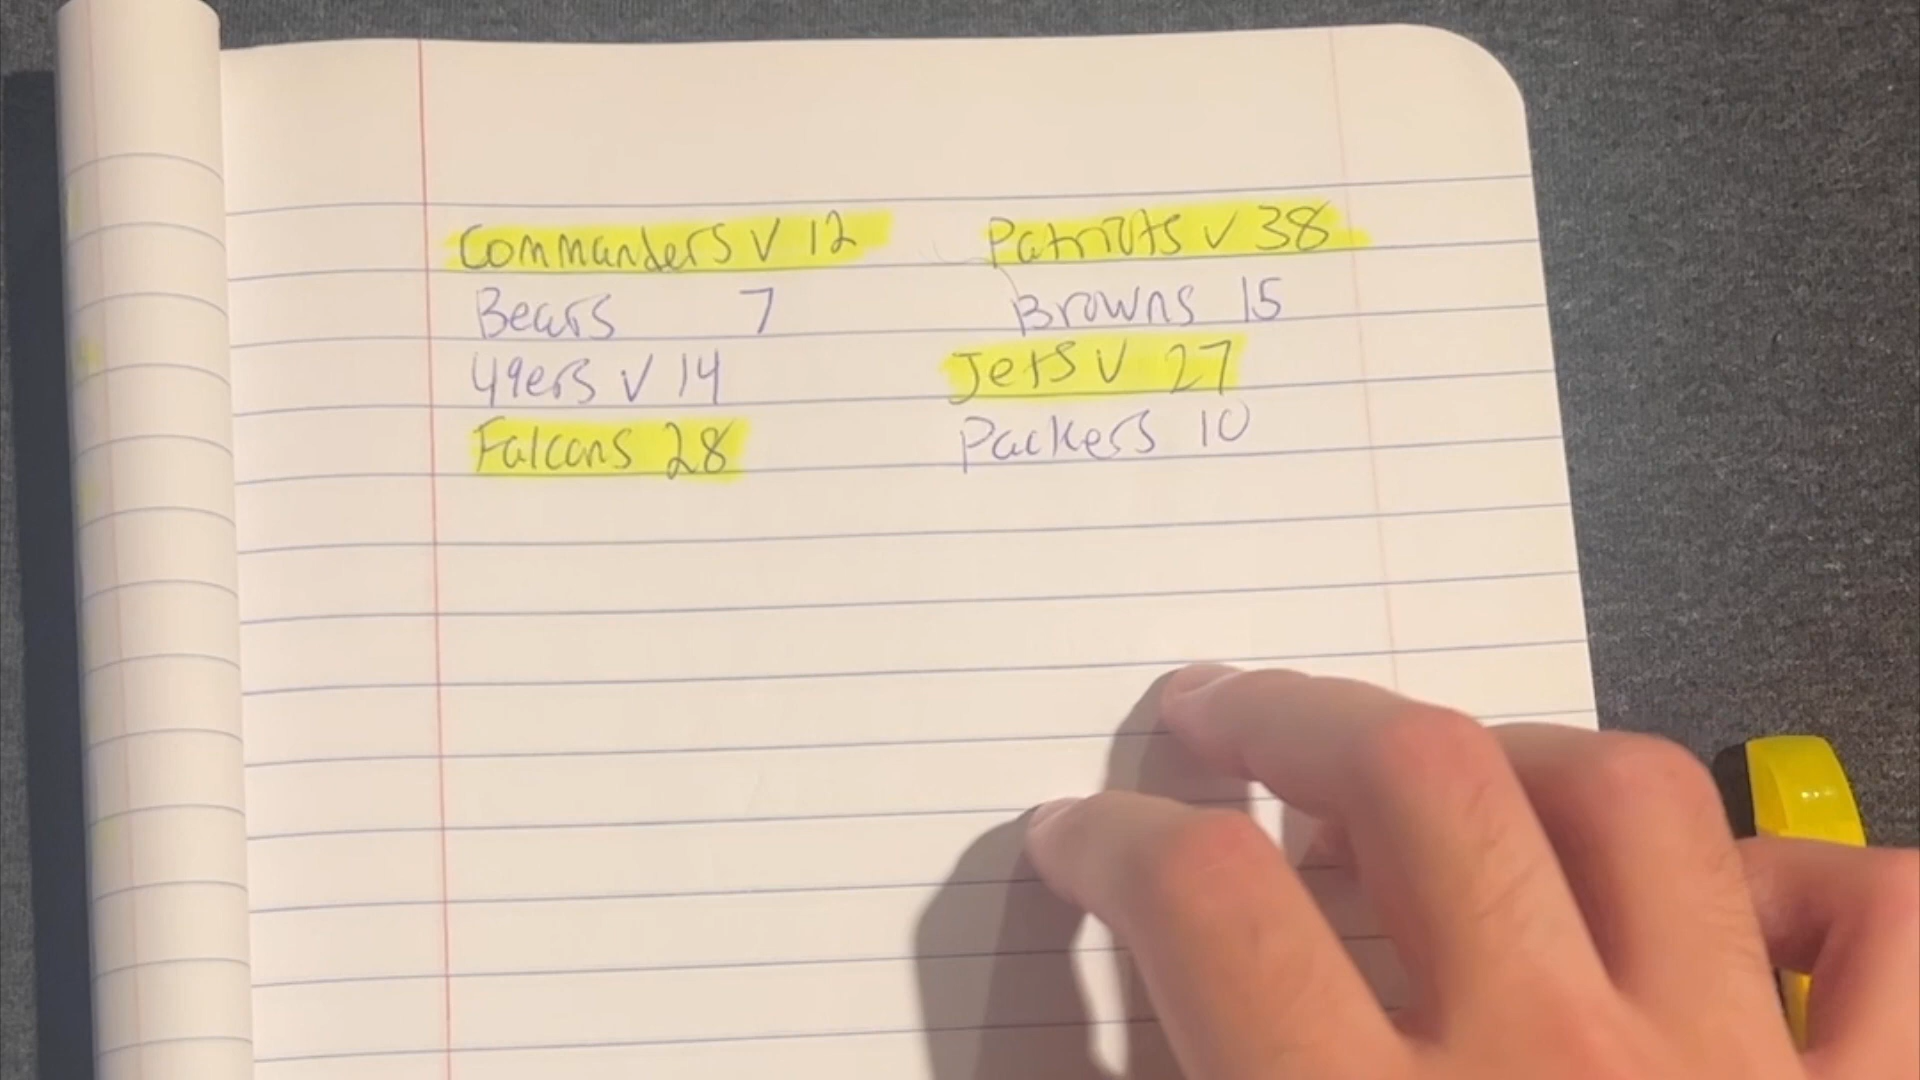 Commanders v 12
Bears 7
49ers v 14
Falcons 28
Patriots v 38
Browns 15
Jets v 27
Packers 10